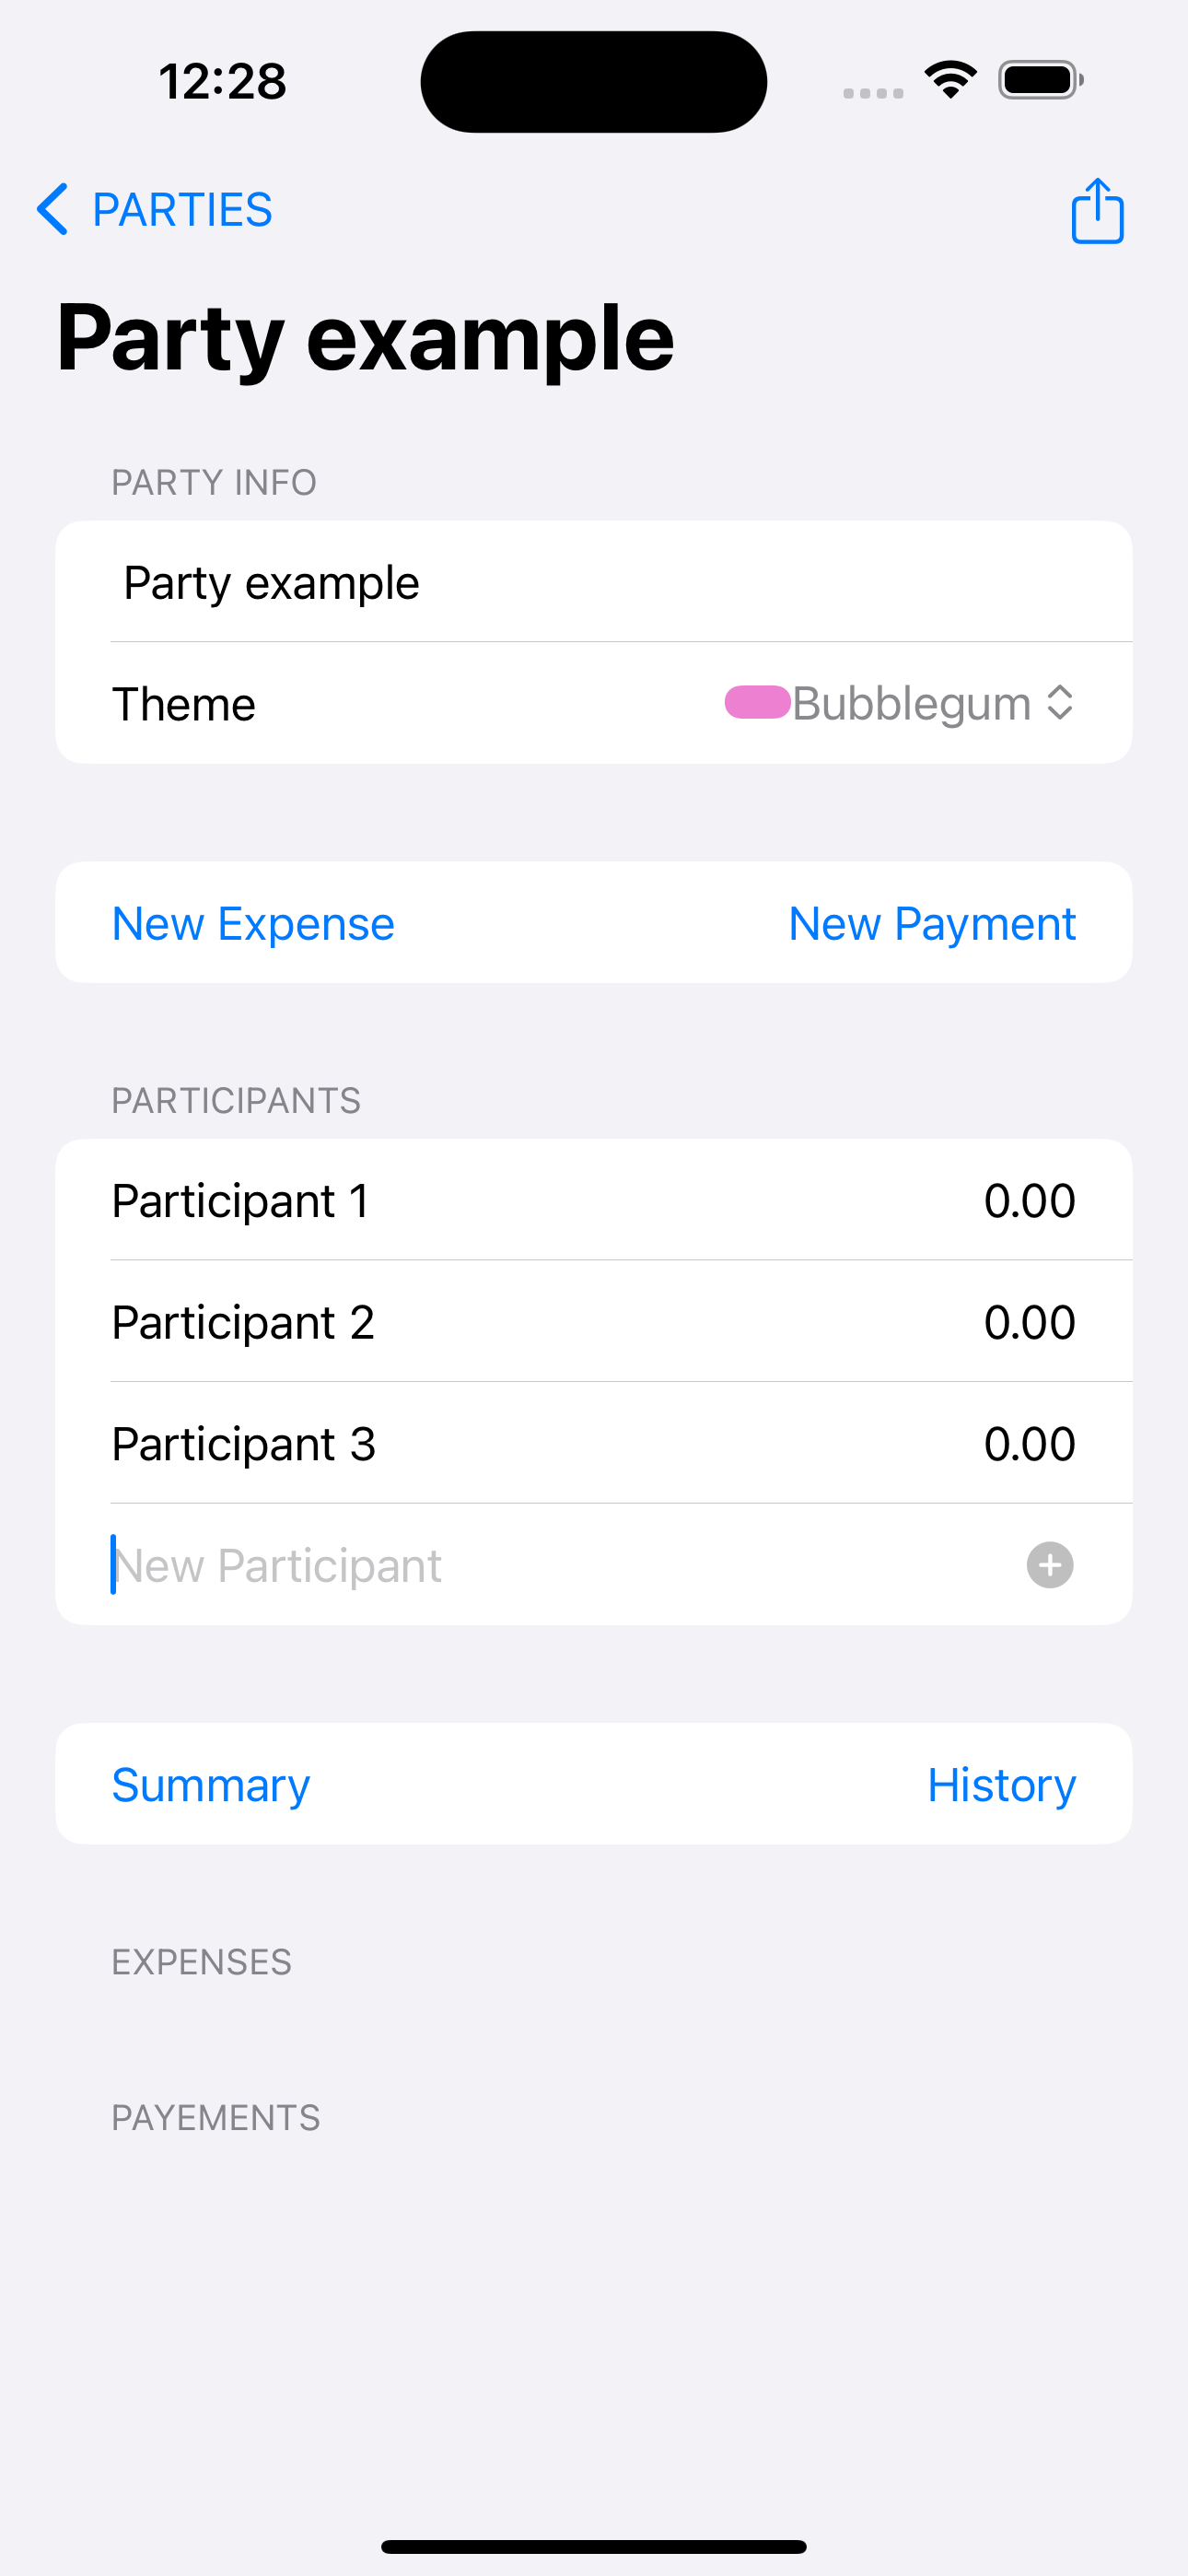 12:28
PARTIES
Party example
PARTY INFO
Party example
Theme Bubblegum
New Expense New Payment
PARTICIPANTS
Participant 1 0.00
Participant 2 0.00
Participant 3 0.00
New Participant
Summary History
EXPENSES
PAYEMENTS